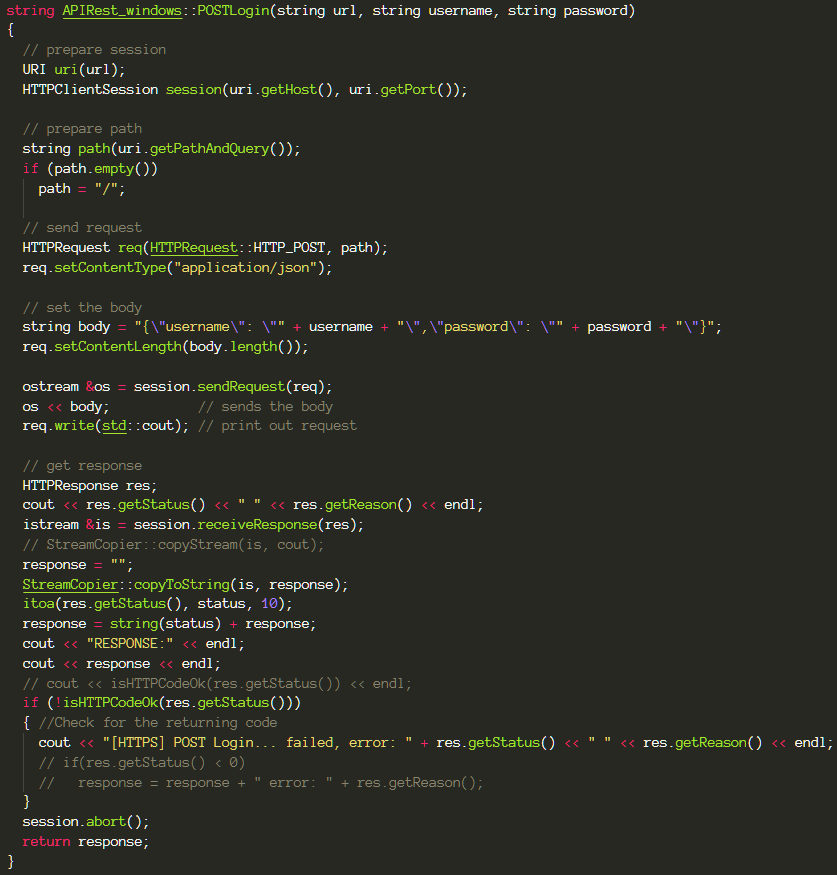 string APIRest_windows::POSTLogin(string url, string username, string password)
{
  // prepare session
  URI uri(url);
  HTTPClientSession session(uri.getHost(), uri.getPort());

  // prepare path
  string path(uri.getPathAndQuery());
  if (path.empty())
    path = "/";

  // send request
  HTTPRequest req(HTTPRequest::HTTP_POST, path);
  req.setContentType("application/json");

  // set the body
  string body = "{\"username\": \"" + username + "\",\"password\": \"" + password + "\"}";
  req.setContentLength(body.length());

  ostream &os = session.sendRequest(req);
  os << body;           // sends the body
  req.write(std::cout); // print out request

  // get response
  HTTPResponse res;
  cout << res.getStatus() << " " << res.getReason() << endl;
  istream &is = session.receiveResponse(res);
  // StreamCopier::copyStream(is, cout);
  response = "";
  StreamCopier::copyToString(is, response);
  itoa(res.getStatus(), status, 10);
  response = string(status) + response;
  cout << "RESPONSE:" << endl;
  cout << response << endl;
  // cout << isHTTPCodeOk(res.getStatus()) << endl;
  if (!isHTTPCodeOk(res.getStatus()))
  { //Check for the returning code
    cout << "[HTTPS] POST Login... failed, error: " + res.getStatus() << " " << res.getReason() << endl;
    // if(res.getStatus() < 0)
    //   response = response + " error: " + res.getReason();
  }
  session.abort();
  return response;
}